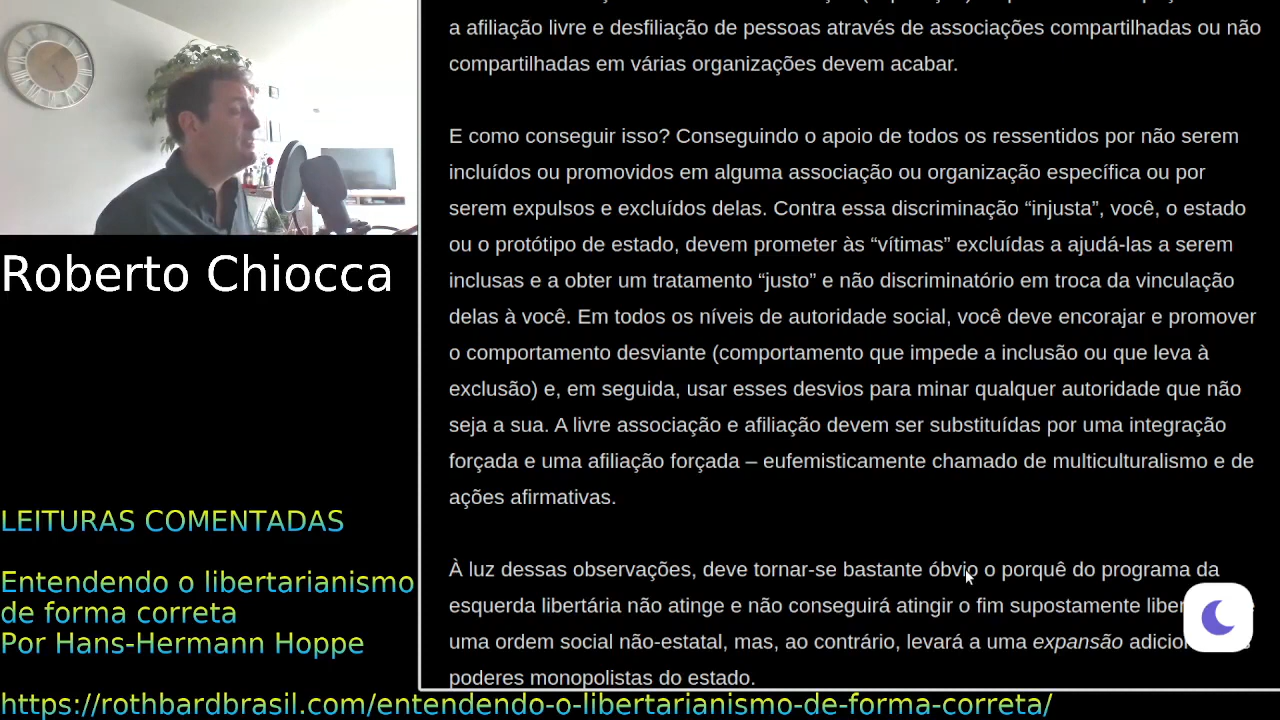 a afiliação livre e desfiliação de pessoas através de associações compartilhadas ou não
compartilhadas em várias organizações devem acabar.
E como conseguir isso? Conseguindo o apoio de todos os ressentidos por não serem
incluídos ou promovidos em alguma associação ou organização específica ou por
serem expulsos e excluídos delas. Contra essa discriminação “injusta”, você, o estado
ou o protótipo de estado, devem prometer às “vítimas” excluídas a ajudá-las a serem
inclusas e a obter um tratamento “justo” e não discriminatório em troca da vinculação
delas à você. Em todos os níveis de autoridade social, você deve encorajar e promover
o comportamento desviante (comportamento que impede a inclusão ou que leva à
exclusão) e, em seguida, usar esses desvios para minar qualquer autoridade que não
seja a sua. A livre associação e afiliação devem ser substituídas por uma integração
forçada e uma afiliação forçada – eufemisticamente chamado de multiculturalismo e de
ações afirmativas.
À luz dessas observações, deve tornar-se bastante óbvio o porquê do programa da
esquerda libertária não atinge e não conseguirá atingir o fim supostamente
uma ordem social não-estatal, mas, ao contrário, levará a uma expansão
poderes monopolistas do estado.
Roberto Chiocca
LEITURAS COMENTADAS
Entendendo o libertarianismo
de forma correta
Por Hans-Hermann Hoppe
https://rothbardbrasil.com/entendendo-o-libertarianismo-de-forma-correta/